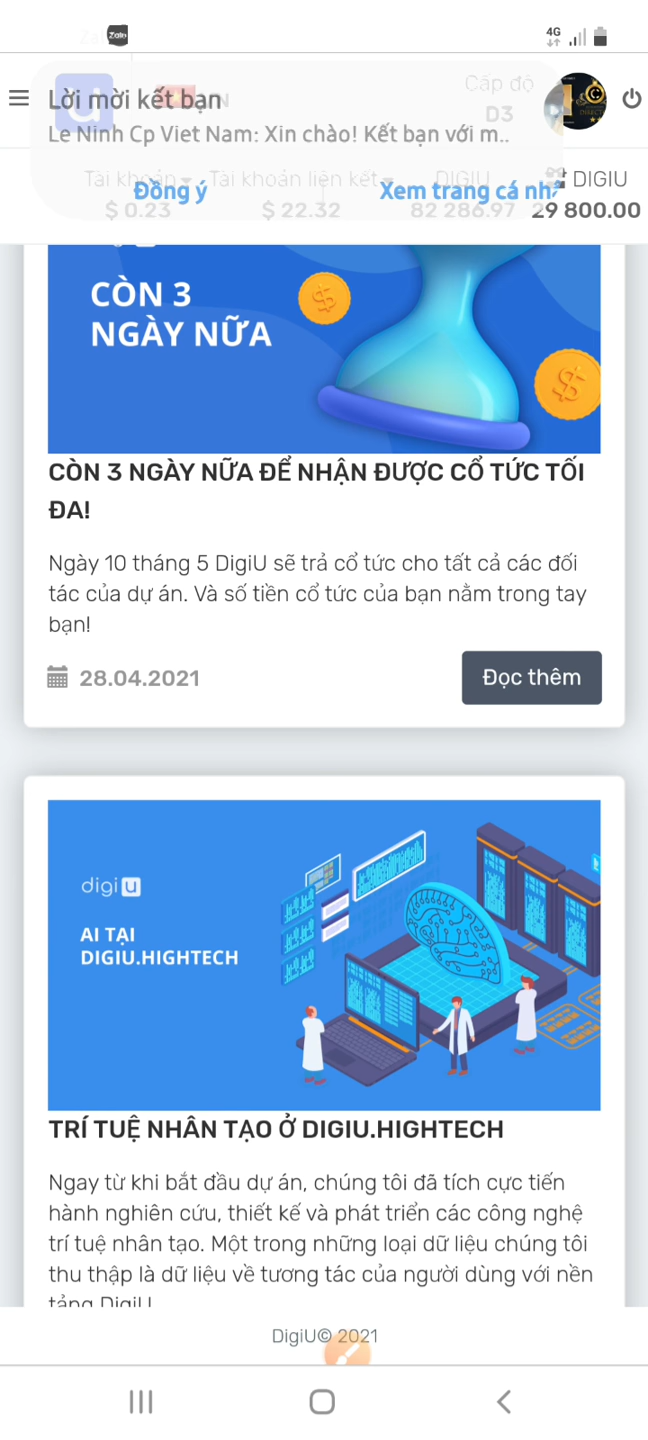 Zalo
4G
Lời mời kết bạn
Cấp độ
D3
Le Ninh Cp Viet Nam: Xin chào! Kết bạn với m..
Tài khoản
Tài khoản liên kết
DIGIU
DIGIU
Đồng ý
Xem trang cá nhâ
$ 0.23
$ 22.32
82 286.97
29 800.00
CÒN 3
NGÀY NỮA
CÒN 3 NGÀY NỮA ĐỂ NHẬN ĐƯỢC CỔ TỨC TỐI
ĐA!
Ngày 10 tháng 5 DigiU sẽ trả cổ tức cho tất cả các đối
tác của dự án. Và số tiền cổ tức của bạn nằm trong tay
bạn!
28.04.2021
Đọc thêm
digi u
AI TẠI
DIGIU.HIGHTECH
TRÍ TUỆ NHÂN TẠO Ở DIGIU.HIGHTECH
Ngay từ khi bắt đầu dự án, chúng tôi đã tích cực tiến
hành nghiên cứu, thiết kế và phát triển các công nghệ
trí tuệ nhân tạo. Một trong những loại dữ liệu chúng tôi
thu thập là dữ liệu về tương tác của người dùng với nền
tảng DigiU
DigiU© 2021